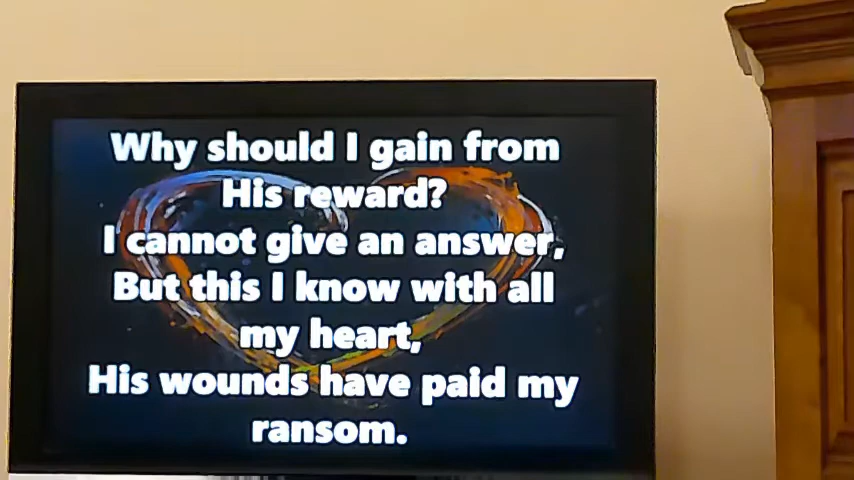 Why should I gain from
His reward?
I cannot give an answer,
But this I know with all
my heart,
His wounds have paid my
ransom.